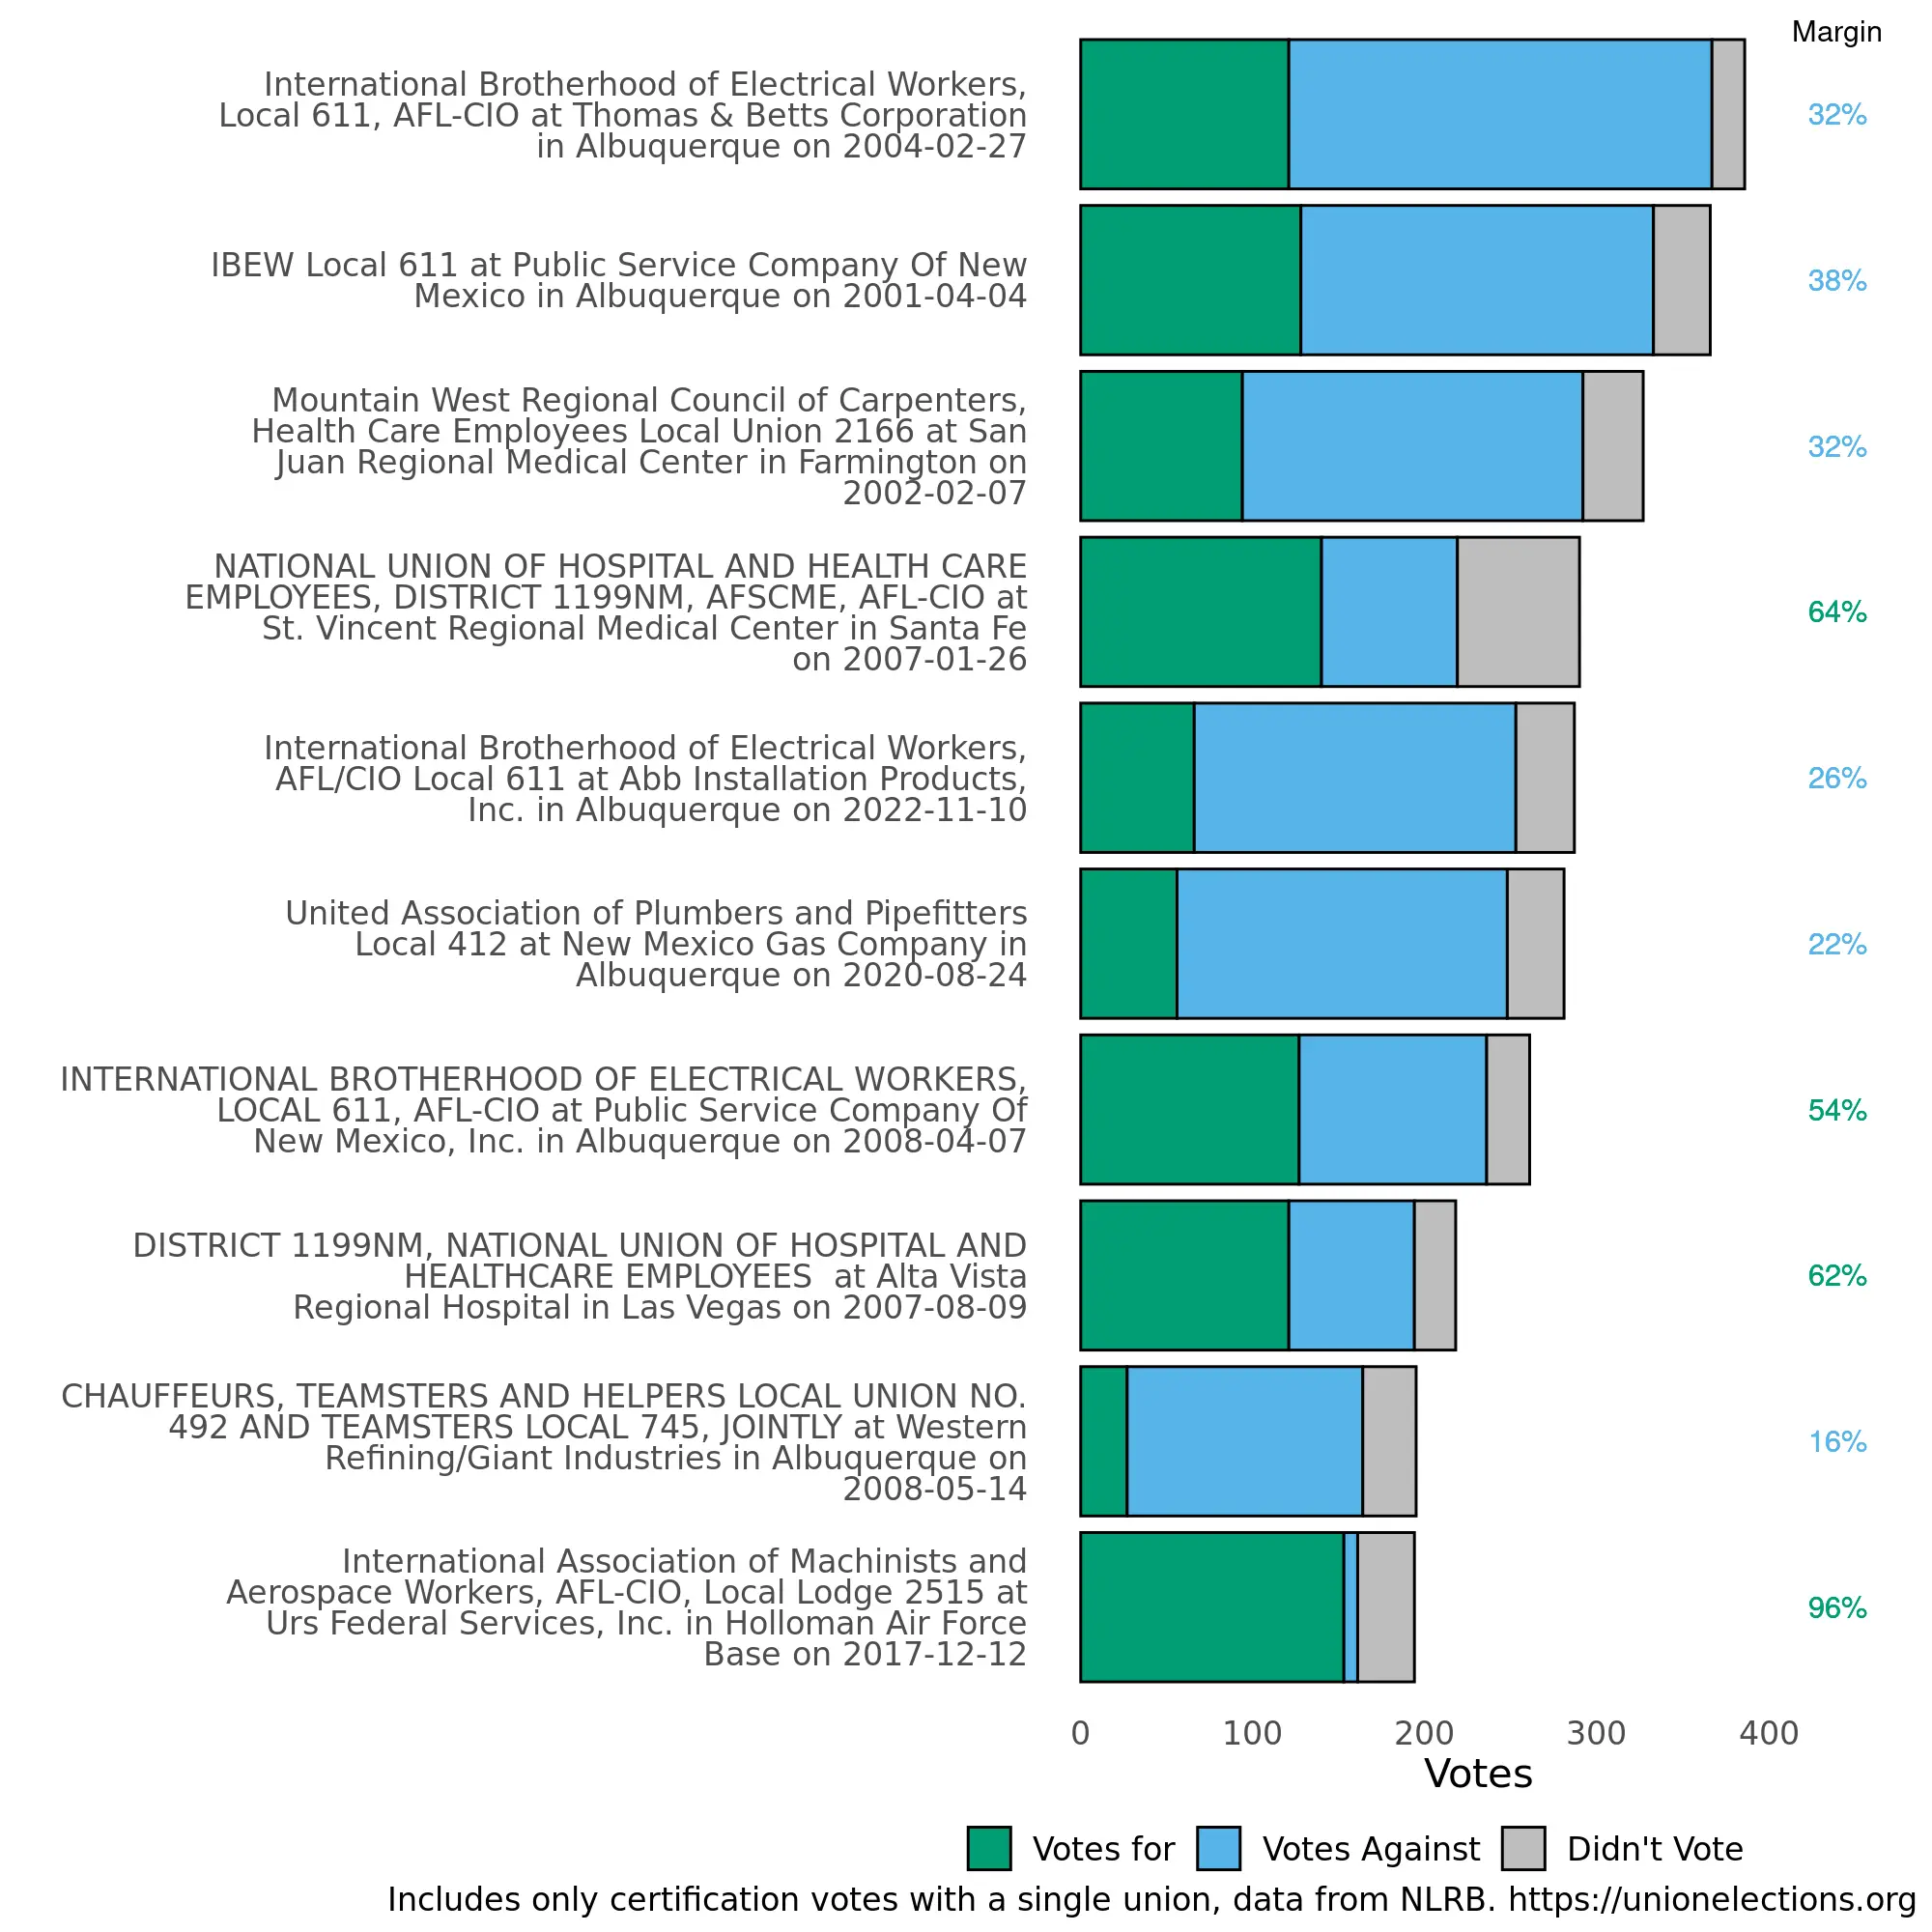 Margin
International Brotherhood of Electrical Workers,
Local 611, AFL-CIO at Thomas & Betts Corporation
in Albuquerque on 2004-02-27
32%
IBEW Local 611 at Public Service Company Of New
Mexico in Albuquerque on 2001-04-04
38%
Mountain West Regional Council of Carpenters,
Health Care Employees Local Union 2166 at San
Juan Regional Medical Center in Farmington on
2002-02-07
32%
NATIONAL UNION OF HOSPITAL AND HEALTH CARE
EMPLOYEES, DISTRICT 1199NM, AFSCME, AFL-CIO at
St. Vincent Regional Medical Center in Santa Fe
on 2007-01-26
64%
International Brotherhood of Electrical Workers,
AFL/CIO Local 611 at Abb Installation Products,
Inc. in Albuquerque on 2022-11-10
26%
United Association of Plumbers and Pipefitters
Local 412 at New Mexico Gas Company in
Albuquerque on 2020-08-24
22%
INTERNATIONAL BROTHERHOOD OF ELECTRICAL WORKERS,
LOCAL 611, AFL-CIO at Public Service Company Of
New Mexico, Inc. in Albuquerque on 2008-04-07
54%
DISTRICT 1199NM, NATIONAL UNION OF HOSPITAL AND
HEALTHCARE EMPLOYEES  at Alta Vista
Regional Hospital in Las Vegas on 2007-08-09
62%
CHAUFFEURS, TEAMSTERS AND HELPERS LOCAL UNION NO.
492 AND TEAMSTERS LOCAL 745, JOINTLY at Western
Refining/Giant Industries in Albuquerque on
2008-05-14
16%
International Association of Machinists and
Aerospace Workers, AFL-CIO, Local Lodge 2515 at
Urs Federal Services, Inc. in Holloman Air Force
Base on 2017-12-12
96%
0 100 200 300 400
Votes
Votes for Votes Against Didn't Vote
Includes only certification votes with a single union, data from NLRB. https://unionelections.org